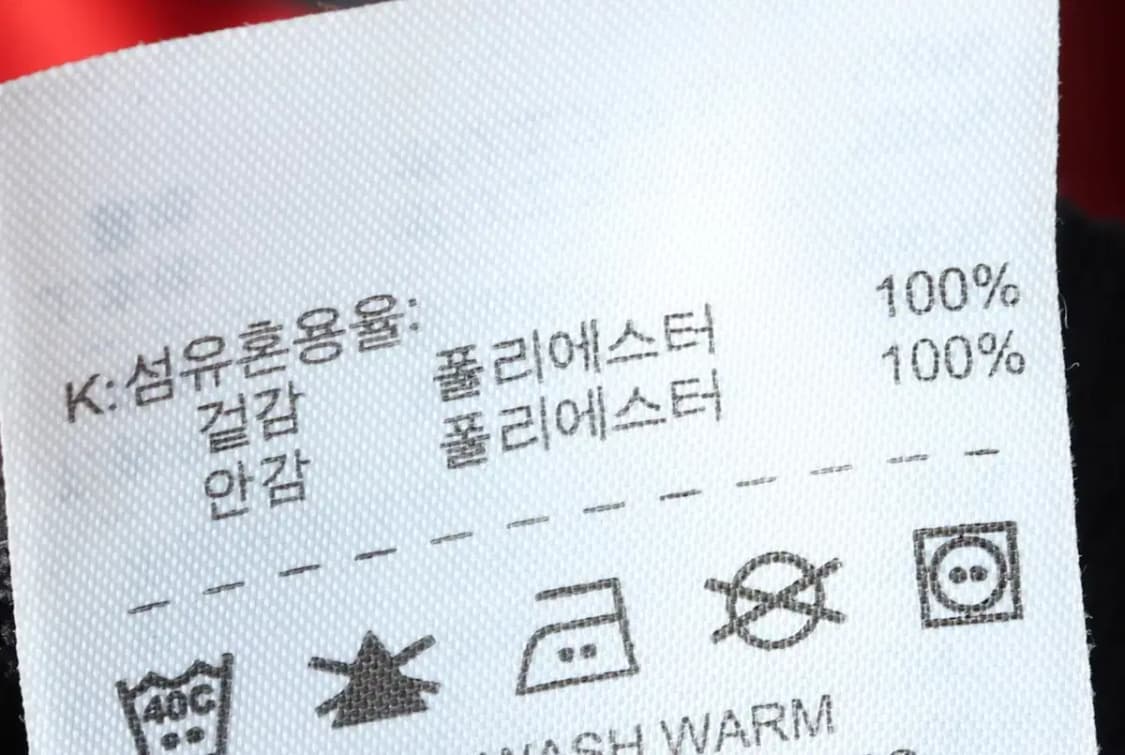 K:섬유혼용율:
겉감 폴리에스터 100%
안감 폴리에스터 100%
40C
WASH WARM